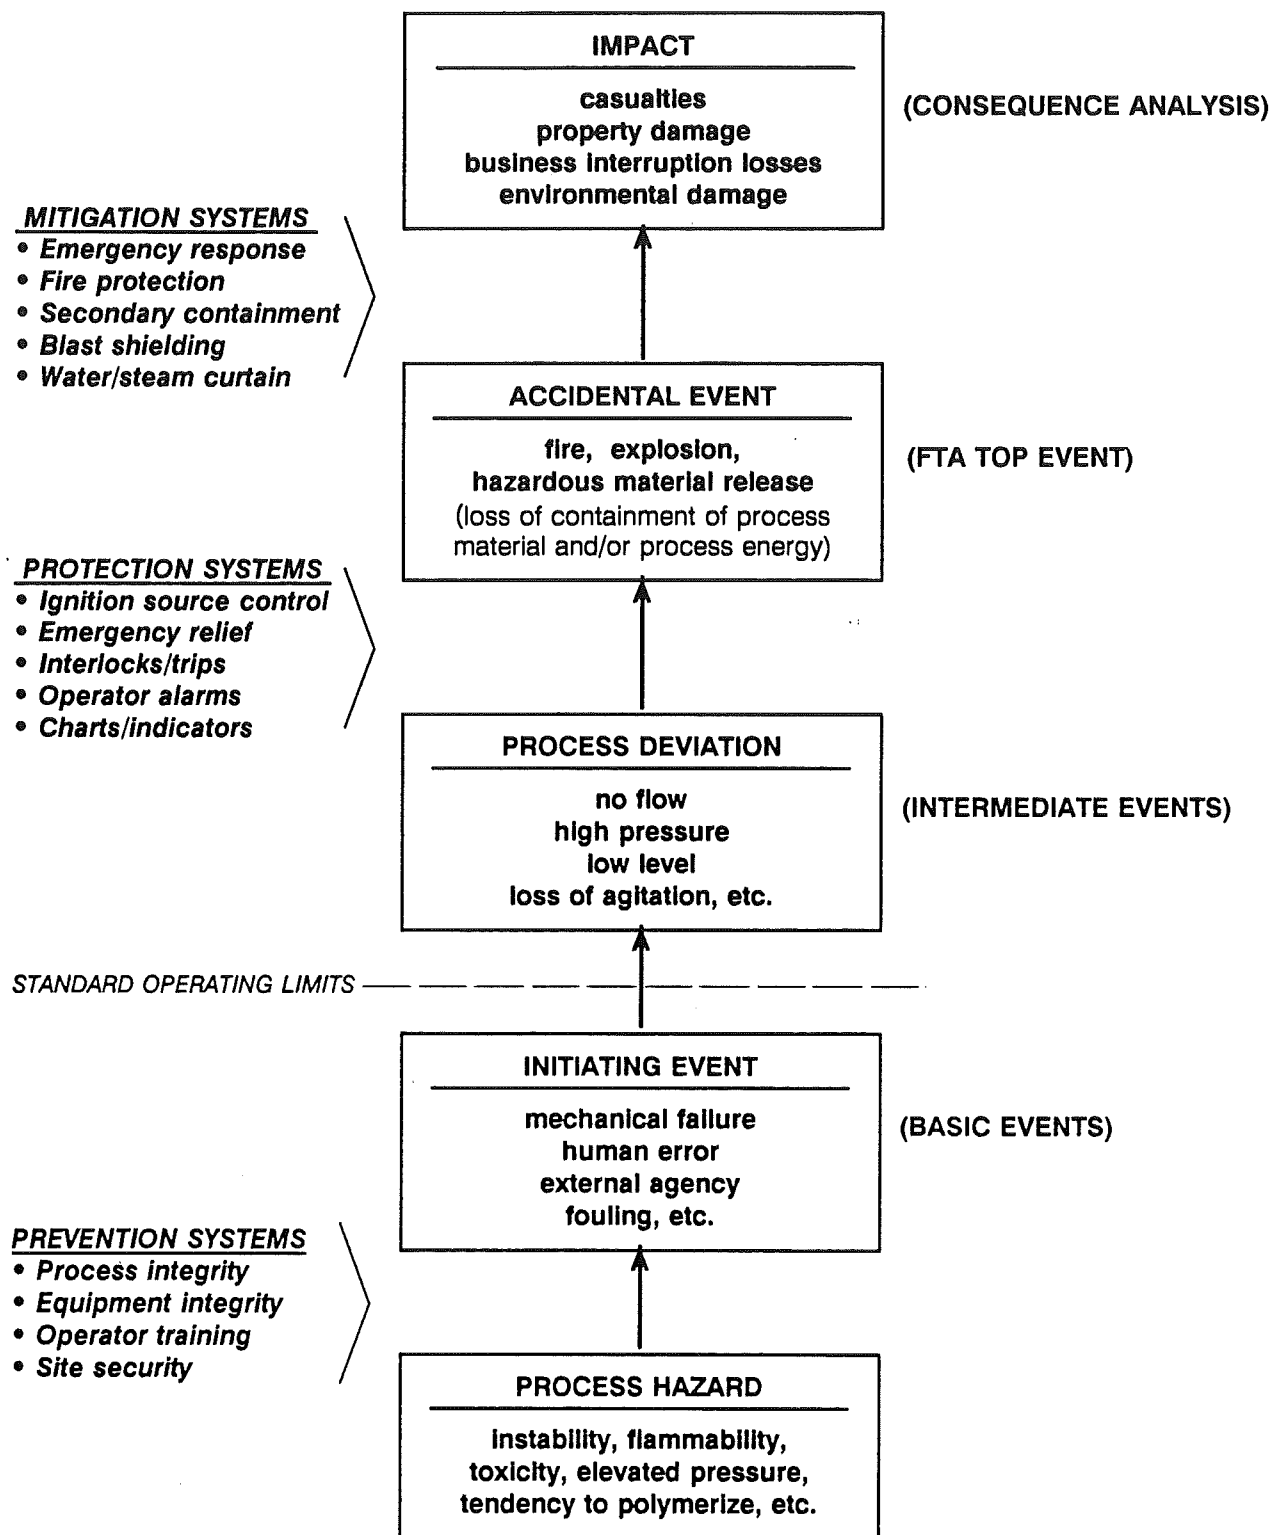 IMPACT
casualties
property damage
business interruption losses
environmental damage
(CONSEQUENCE ANALYSIS)
MITIGATION SYSTEMS
• Emergency response
• Fire protection
• Secondary containment
• Blast shielding
• Water/steam curtain
ACCIDENTAL EVENT
fire, explosion,
hazardous material release
(loss of containment of process
material and/or process energy)
(FTA TOP EVENT)
PROTECTION SYSTEMS
• Ignition source control
• Emergency relief
• Interlocks/trips
• Operator alarms
• Charts/indicators
PROCESS DEVIATION
no flow
high pressure
low level
loss of agitation, etc.
(INTERMEDIATE EVENTS)
STANDARD OPERATING LIMITS
INITIATING EVENT
mechanical failure
human error
external agency
fouling, etc.
(BASIC EVENTS)
PREVENTION SYSTEMS
• Process integrity
• Equipment integrity
• Operator training
• Site security
PROCESS HAZARD
instability, flammability,
toxicity, elevated pressure,
tendency to polymerize, etc.